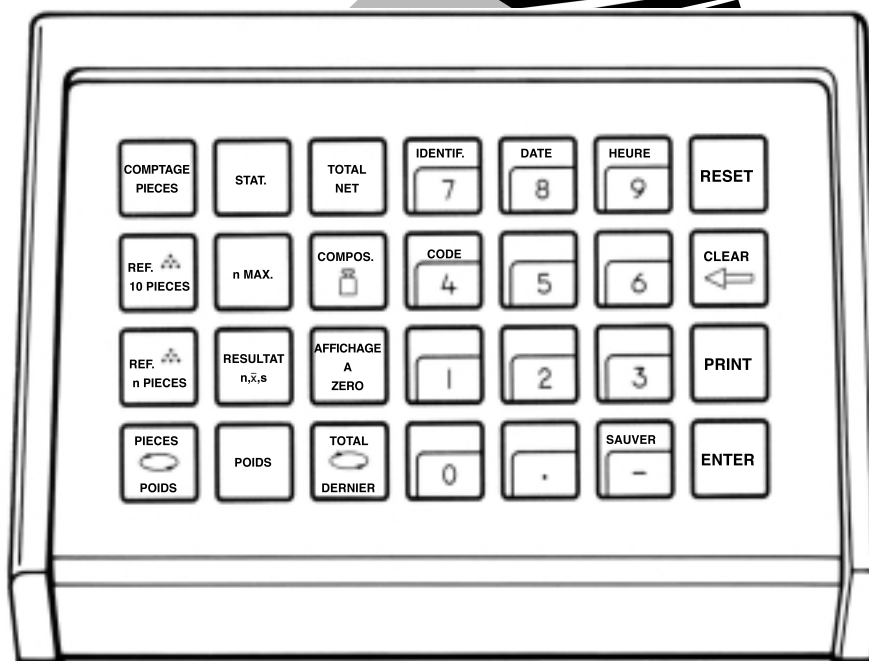 COMPTAGE
PIECES
STAT.
TOTAL
NET
IDENTIF.
7
DATE
8
HEURE
9
RESET
REF.
10 PIECES
n MAX.
COMPOS.
CODE
4
5
6
CLEAR
REF.
n PIECES
RESULTAT
n,x̄,s
AFFICHAGE
A
ZERO
1
2
3
PRINT
PIECES
POIDS
POIDS
TOTAL
DERNIER
0
.
SAUVER
–
ENTER